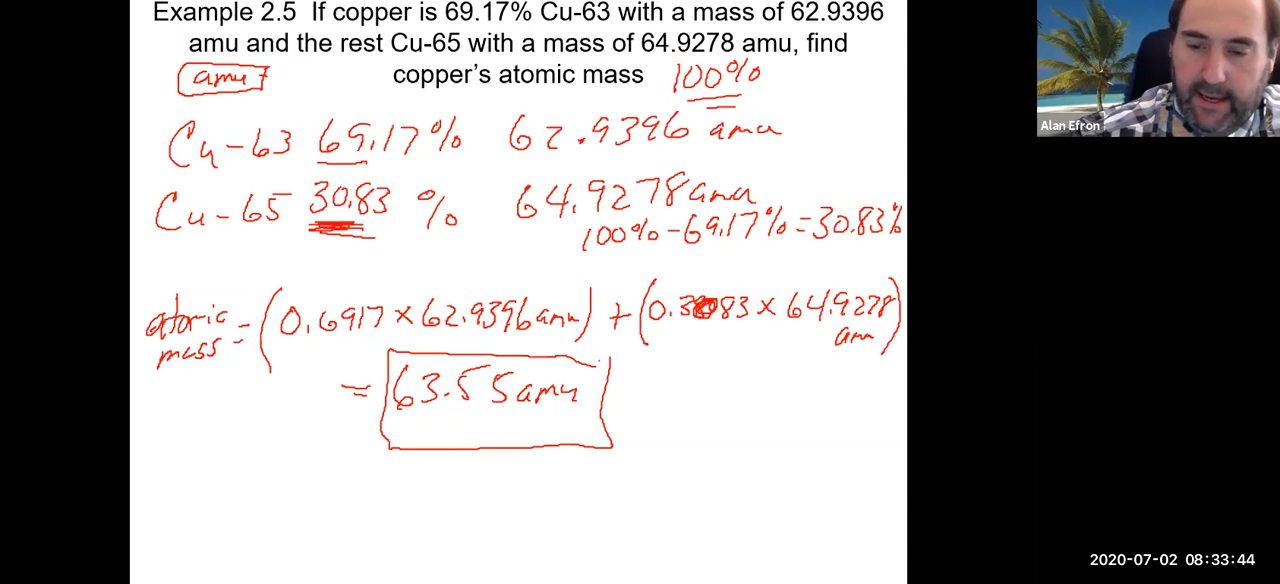 Example 2.5 If copper is 69.17% Cu-63 with a mass of 62.9396
amu and the rest Cu-65 with a mass of 64.9278 amu, find
copper's atomic mass
amu
100%
Cu-63 69.17% 62.9396 amu
Cu-65 30.83 % 64.9278 amu
100% - 69.17% = 30.83%
atomic mass = (0.6917 × 62.9396 amu) + (0.3083 × 64.9278 amu)
= 63.55 amu
Alan Efron
2020-07-02 08:33:44